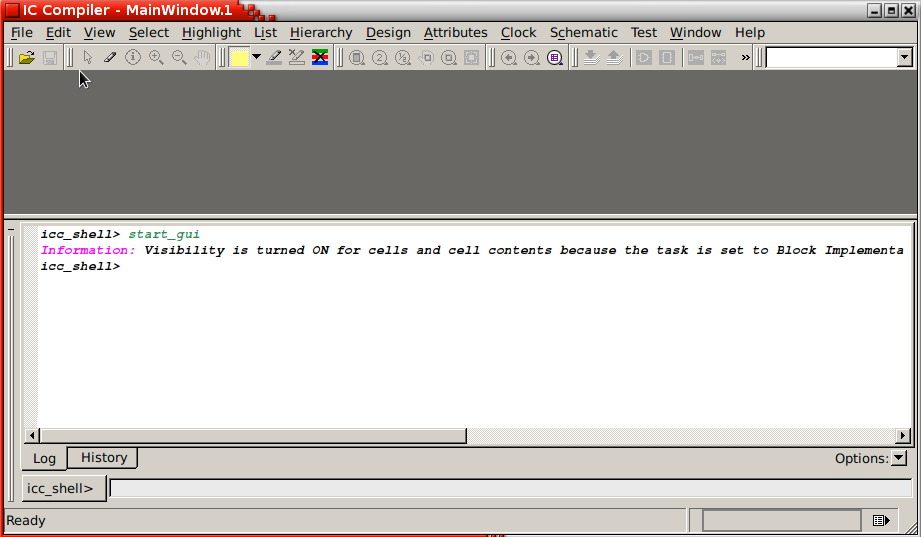 IC Compiler - MainWindow.1
File Edit View Select Highlight List Hierarchy Design Attributes Clock Schematic Test Window Help
icc_shell> start_gui
Information: Visibility is turned ON for cells and cell contents because the task is set to Block Implementa
icc_shell>
Log History Options:
icc_shell>
Ready